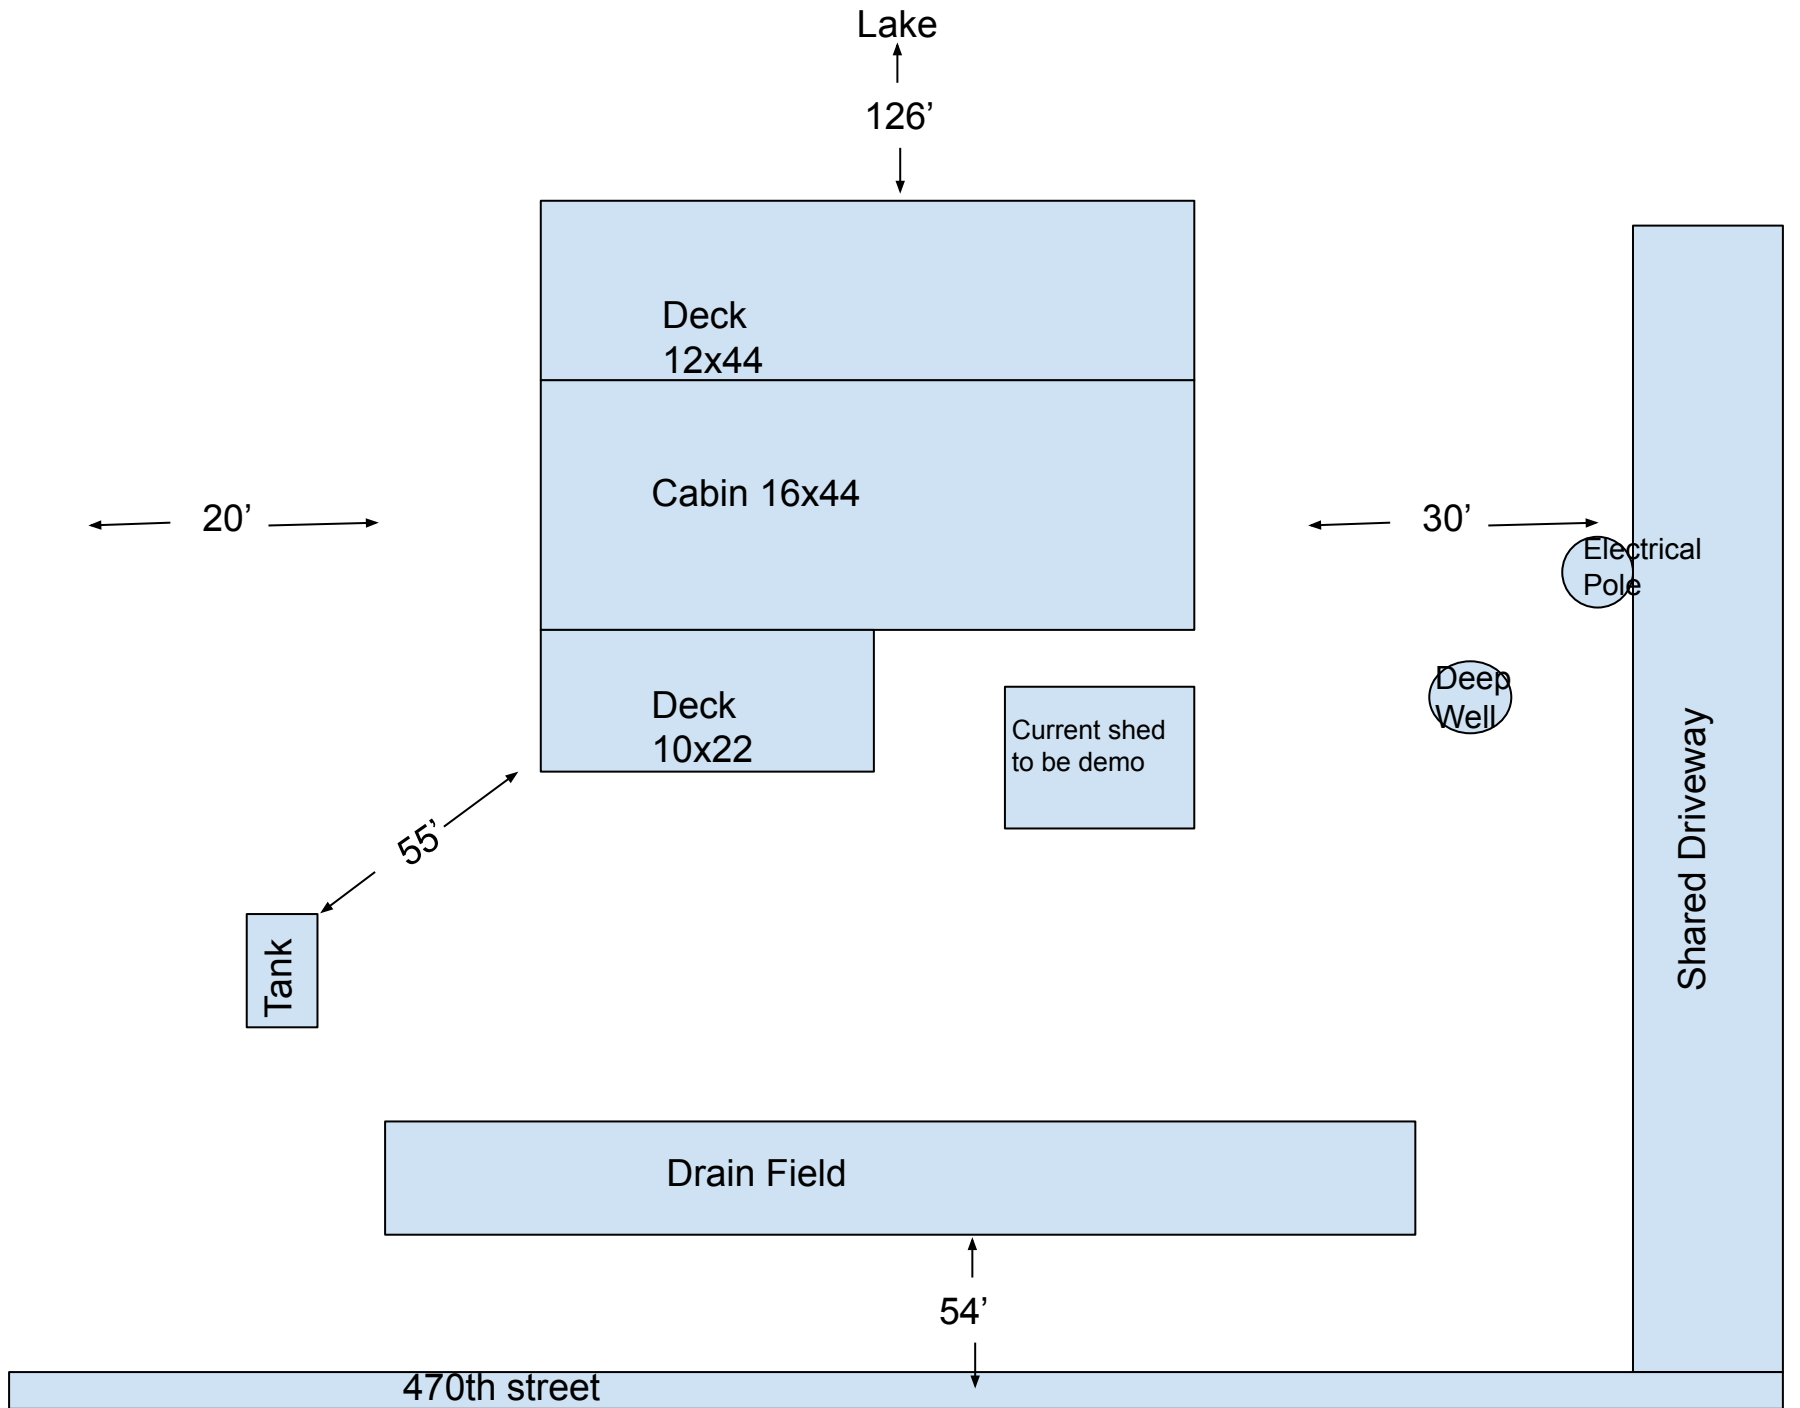 Lake
126’
Deck
12x44
Cabin 16x44
20’
30’
Electrical
Pole
Deck
10x22
Deep
Well
Current shed
to be demo
Shared Driveway
55’
Tank
Drain Field
54’
470th street